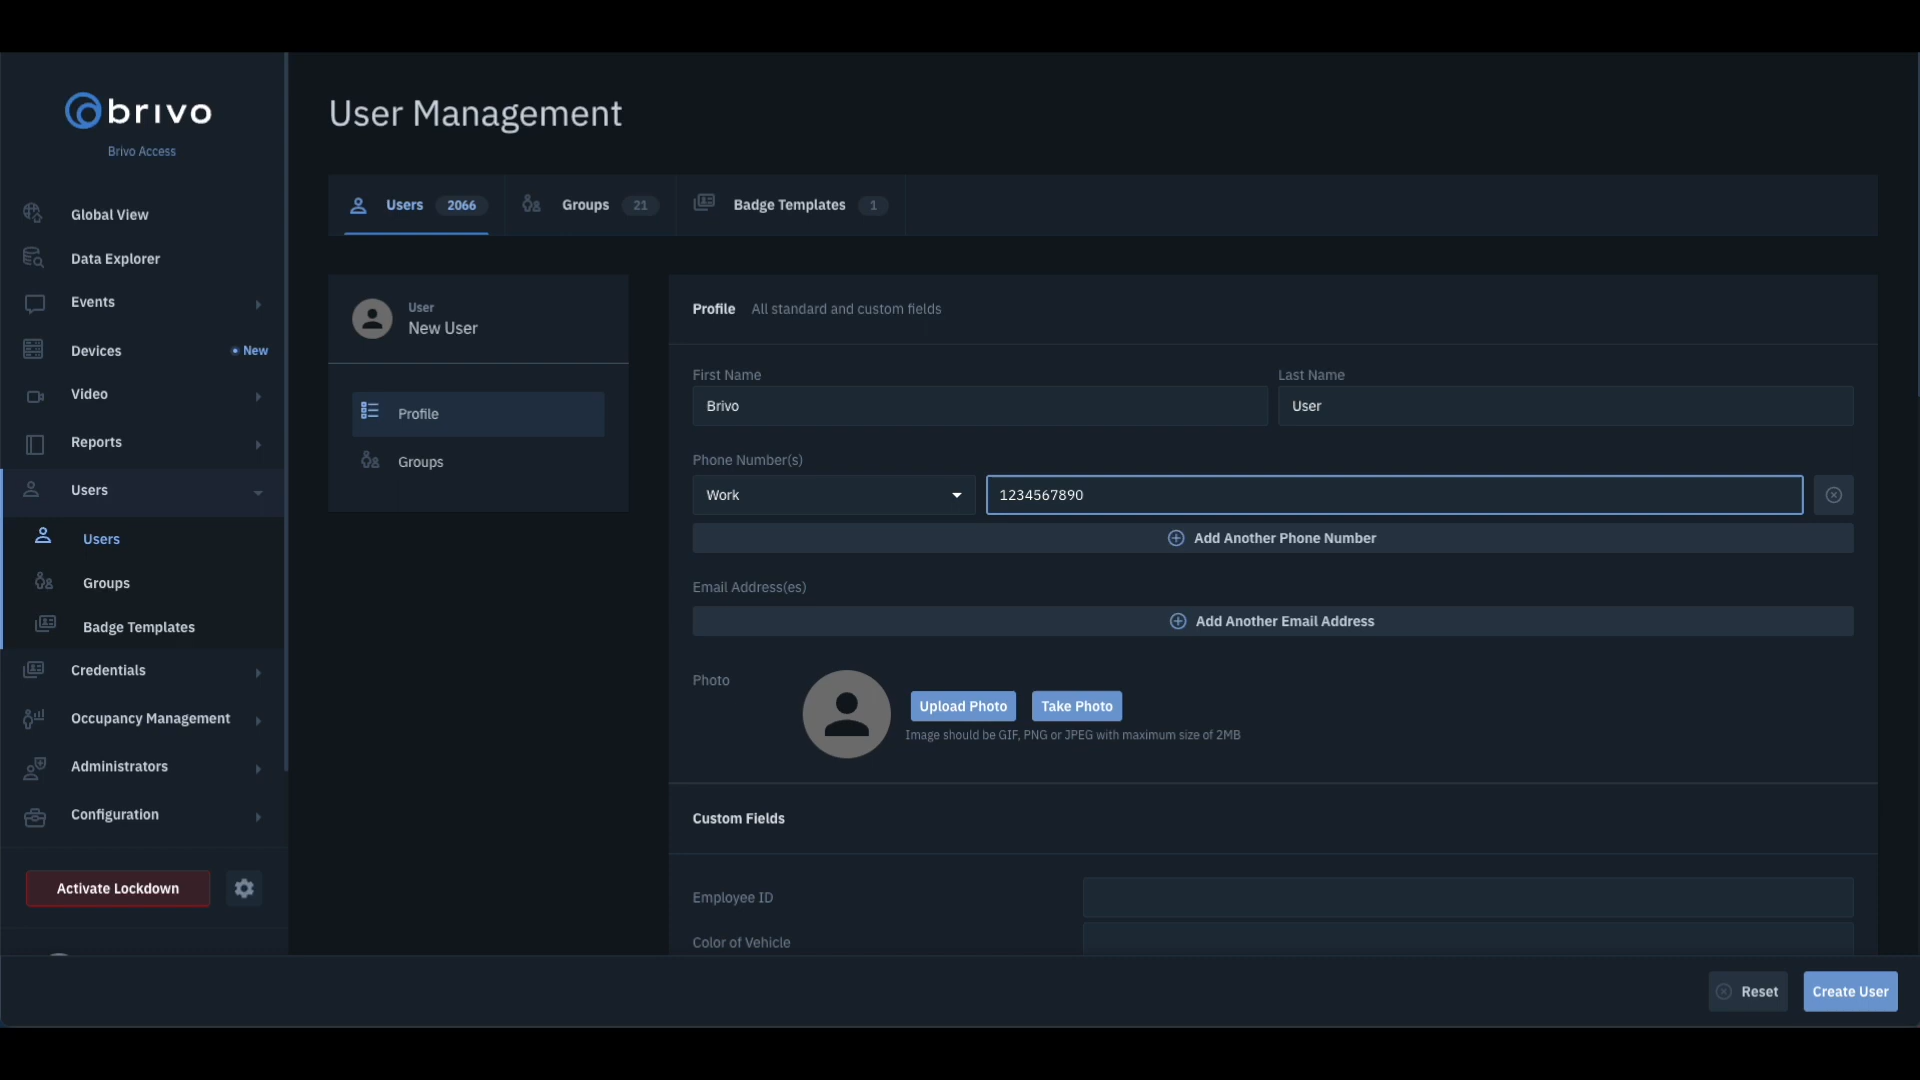 brivo
Brivo Access
Global View
Data Explorer
Events
Devices
New
Video
Reports
Users
Users
Groups
Badge Templates
Credentials
Occupancy Management
Administrators
Configuration
Activate Lockdown
User Management
Users 2066 Groups 21 Badge Templates 1
User
New User
Profile
Groups
Profile All standard and custom fields
First Name Last Name
Brivo User
Phone Number(s)
Work 1234567890
Add Another Phone Number
Email Address(es)
Add Another Email Address
Photo
Upload Photo Take Photo
Image should be GIF, PNG or JPEG with maximum size of 2MB
Custom Fields
Employee ID
Color of Vehicle
Reset Create User